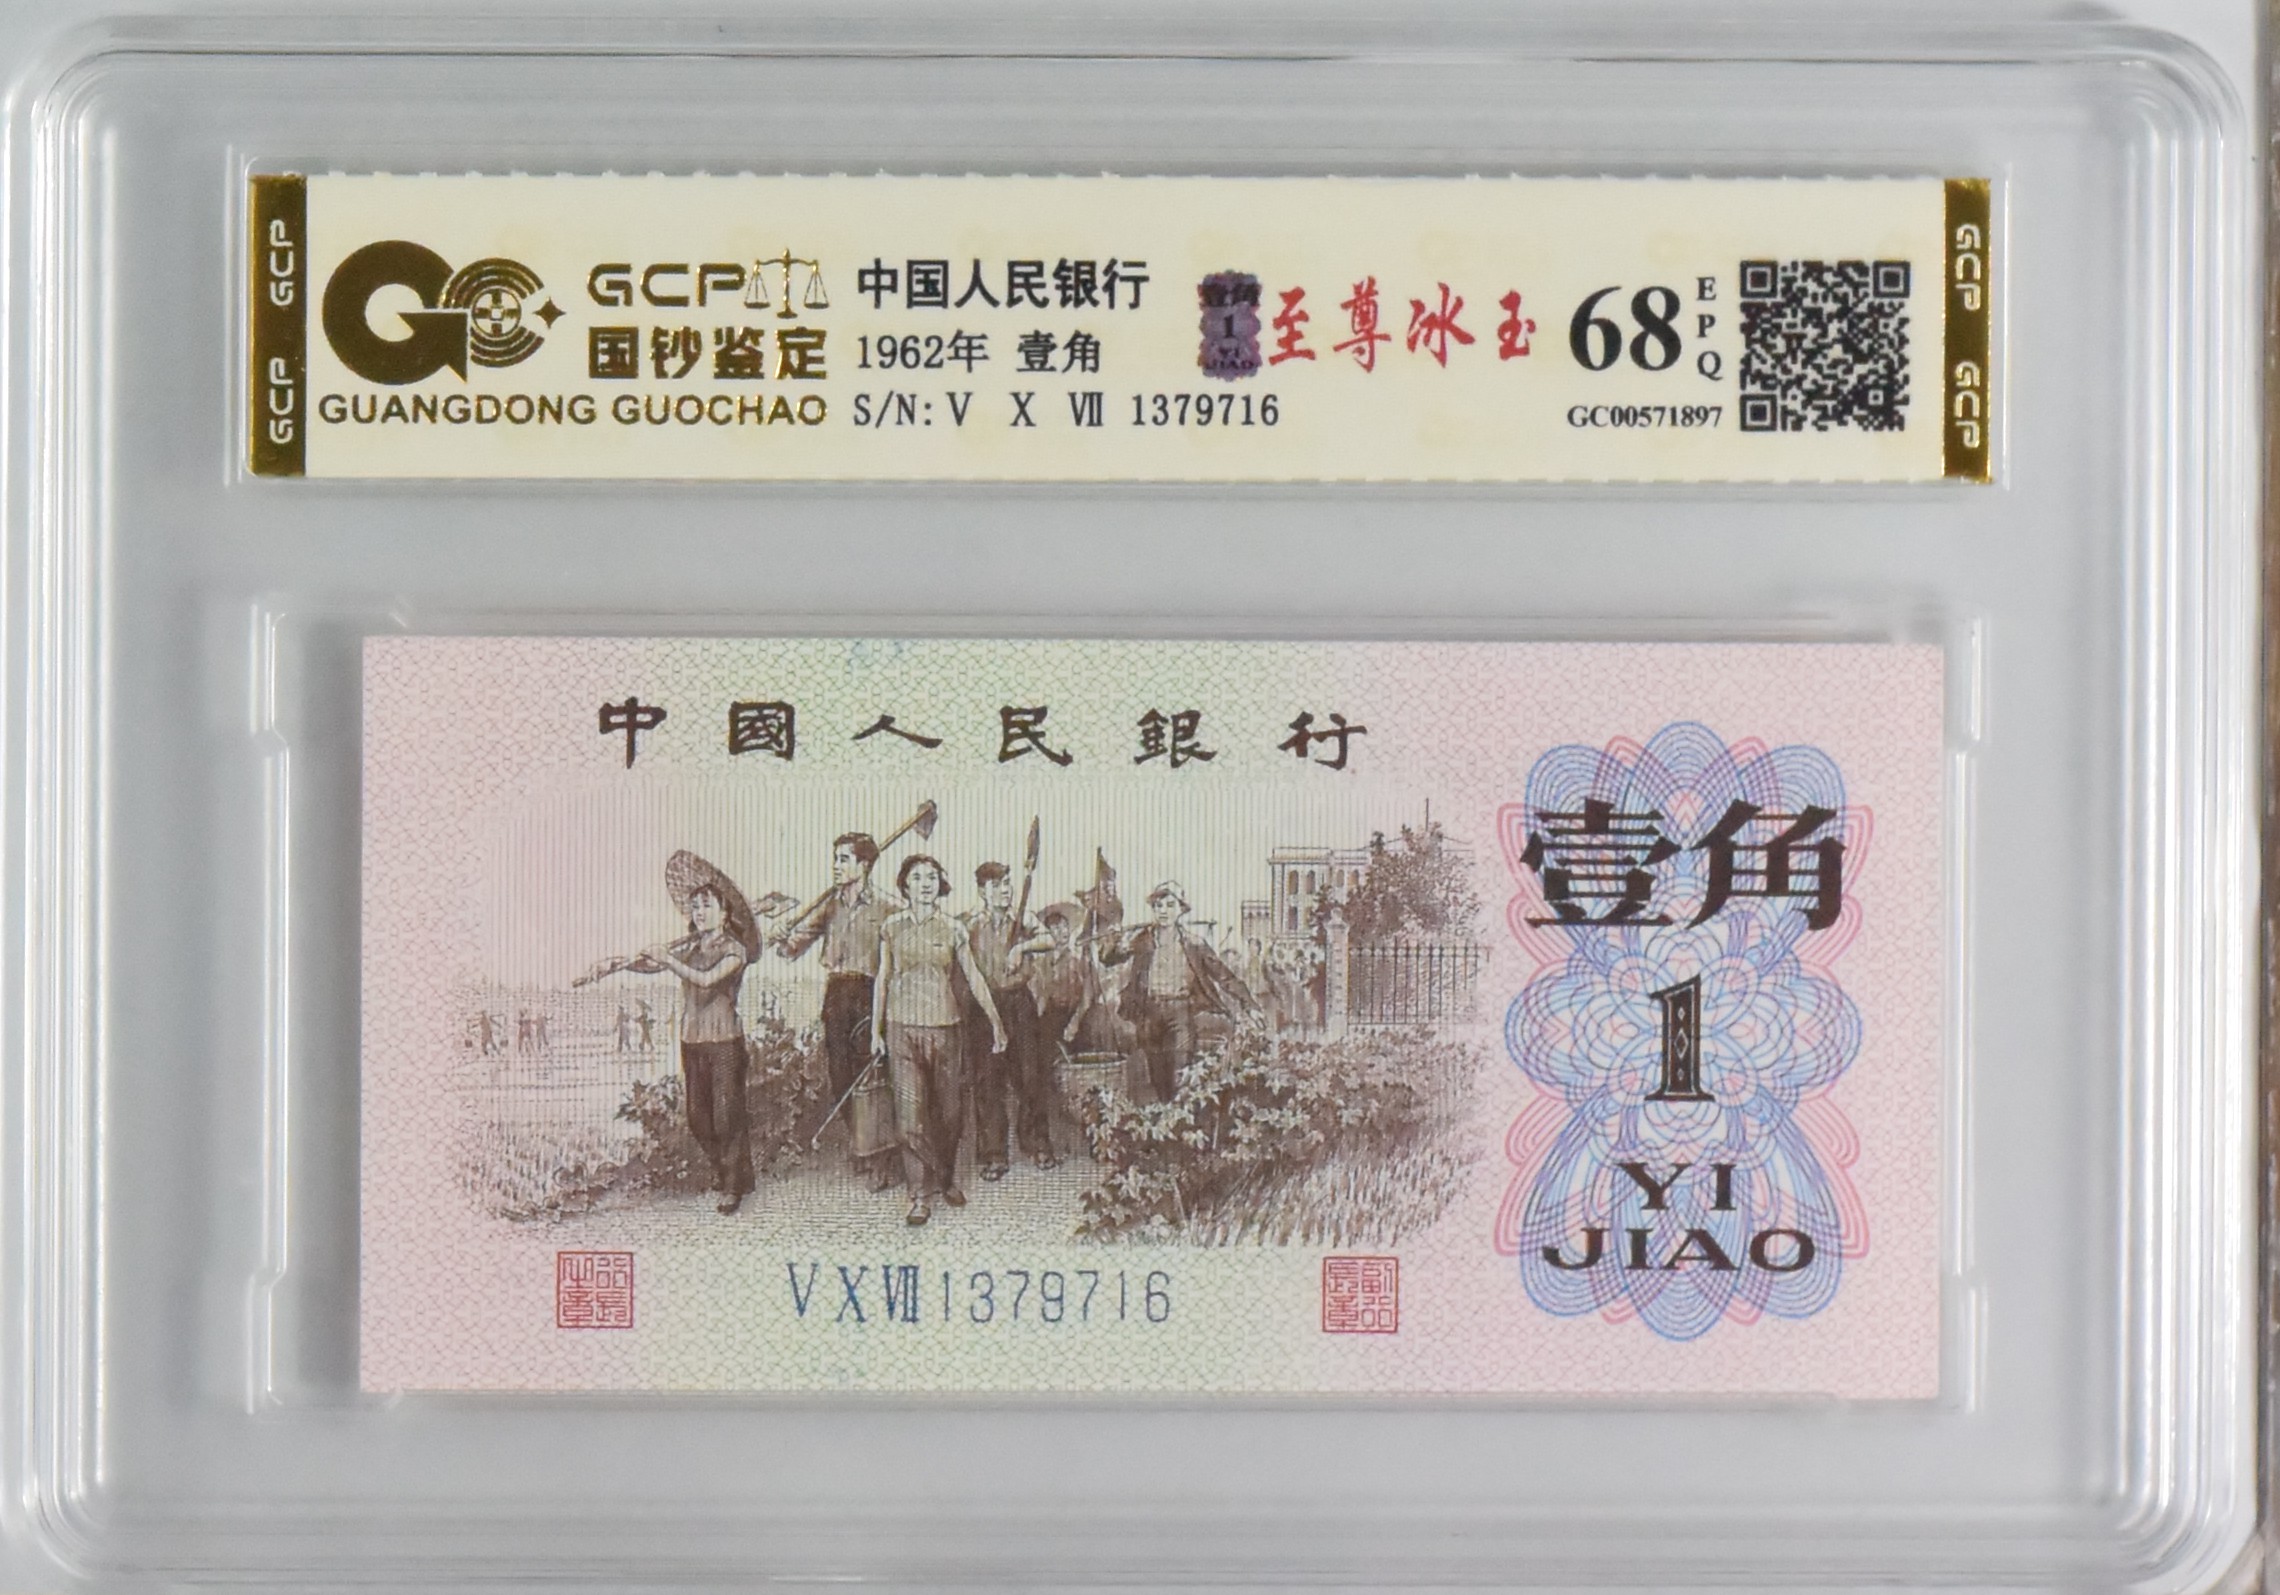 GCP GCP
GCP
国钞鉴定
GUANGDONG GUOCHAO
中国人民银行
1962年 壹角
S/N: V X Ⅶ 1379716
壹角
1
YI
JIAO
至尊冰玉
68
EPQ
GC00571897
GCP GCP
中國人民銀行
壹角
1
YI
JIAO
V X Ⅷ 1379716